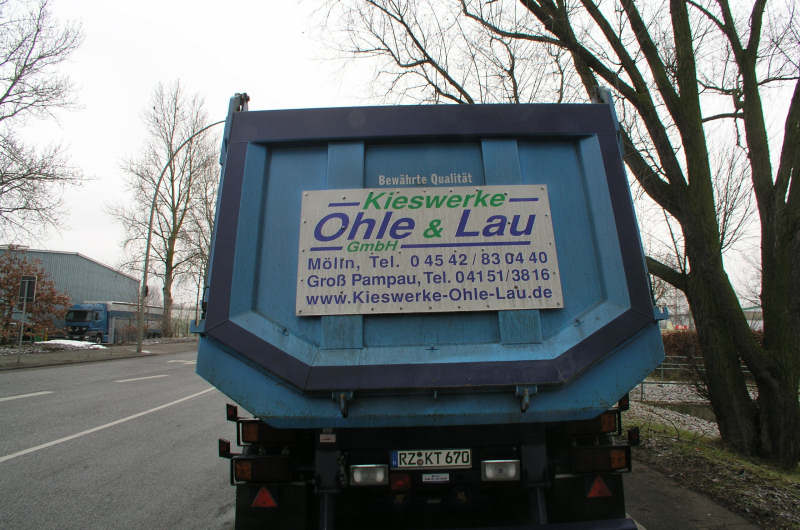 Bewährte Qualität
Kieswerke
Ohle & Lau
GmbH
Mölln, Tel. 0 45 42 / 83 04 40
Groß Pampau, Tel. 04151/3816
www.Kieswerke-Ohle-Lau.de
RZ KT 670